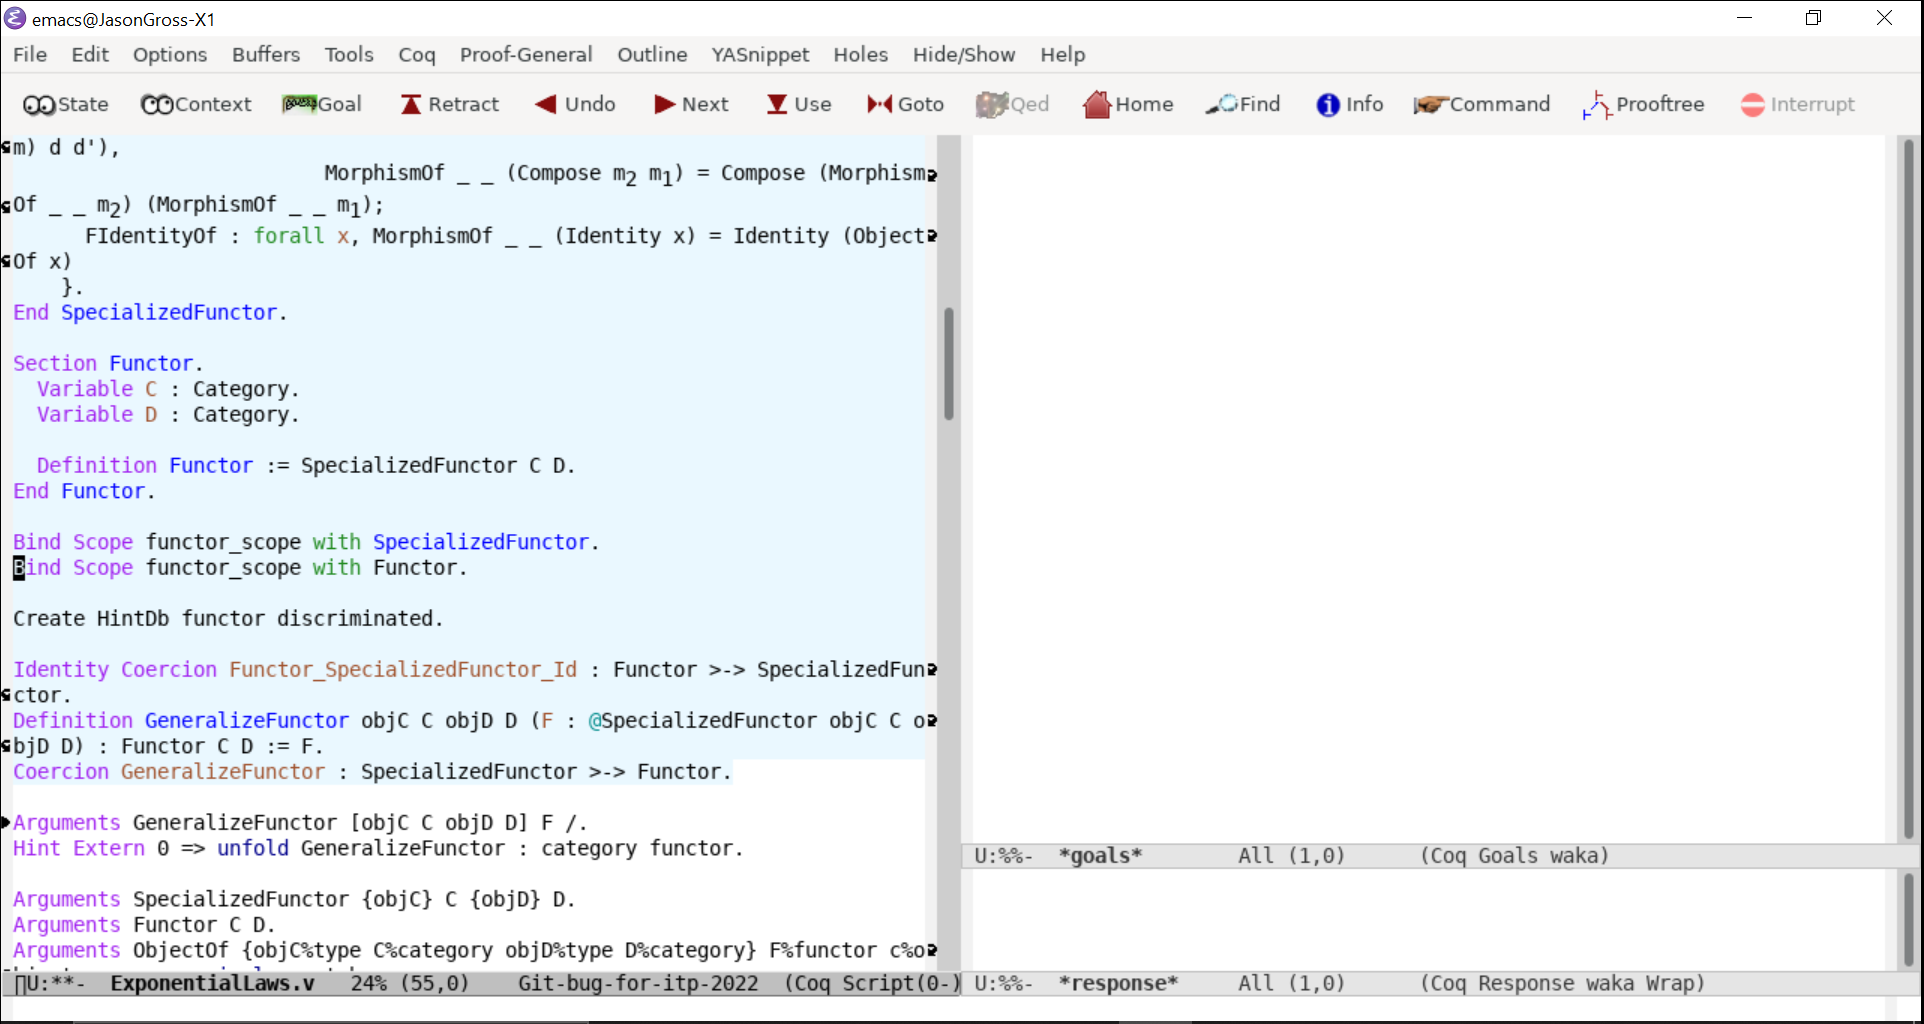 emacs@JasonGross-X1
File Edit Options Buffers Tools Coq Proof-General Outline YASnippet Holes Hide/Show Help
State Context Goal Retract Undo Next Use Goto Qed Home Find Info Command Prooftree Interrupt
m) d d'),
MorphismOf _ _ (Compose m2 m1) = Compose (Morphism
Of _ _ m2) (MorphismOf _ _ m1);
FIdentityOf : forall x, MorphismOf _ _ (Identity x) = Identity (Object
Of x)
}.
End SpecializedFunctor.
Section Functor.
Variable C : Category.
Variable D : Category.
Definition Functor := SpecializedFunctor C D.
End Functor.
Bind Scope functor_scope with SpecializedFunctor.
Bind Scope functor_scope with Functor.
Create HintDb functor discriminated.
Identity Coercion Functor_SpecializedFunctor_Id : Functor >-> SpecializedFun
ctor.
Definition GeneralizeFunctor objC C objD D (F : @SpecializedFunctor objC C o
bjD D) : Functor C D := F.
Coercion GeneralizeFunctor : SpecializedFunctor >-> Functor.
Arguments GeneralizeFunctor [objC C objD D] F /.
Hint Extern 0 => unfold GeneralizeFunctor : category functor.
Arguments SpecializedFunctor {objC} C {objD} D.
Arguments Functor C D.
Arguments ObjectOf {objC%type C%category objD%type D%category} F%functor c%o
U:**- ExponentialLaws.v 24% (55,0) Git-bug-for-itp-2022 (Coq Script(0-)
U:%%- *goals* All (1,0) (Coq Goals waka)
U:%%- *response* All (1,0) (Coq Response waka Wrap)